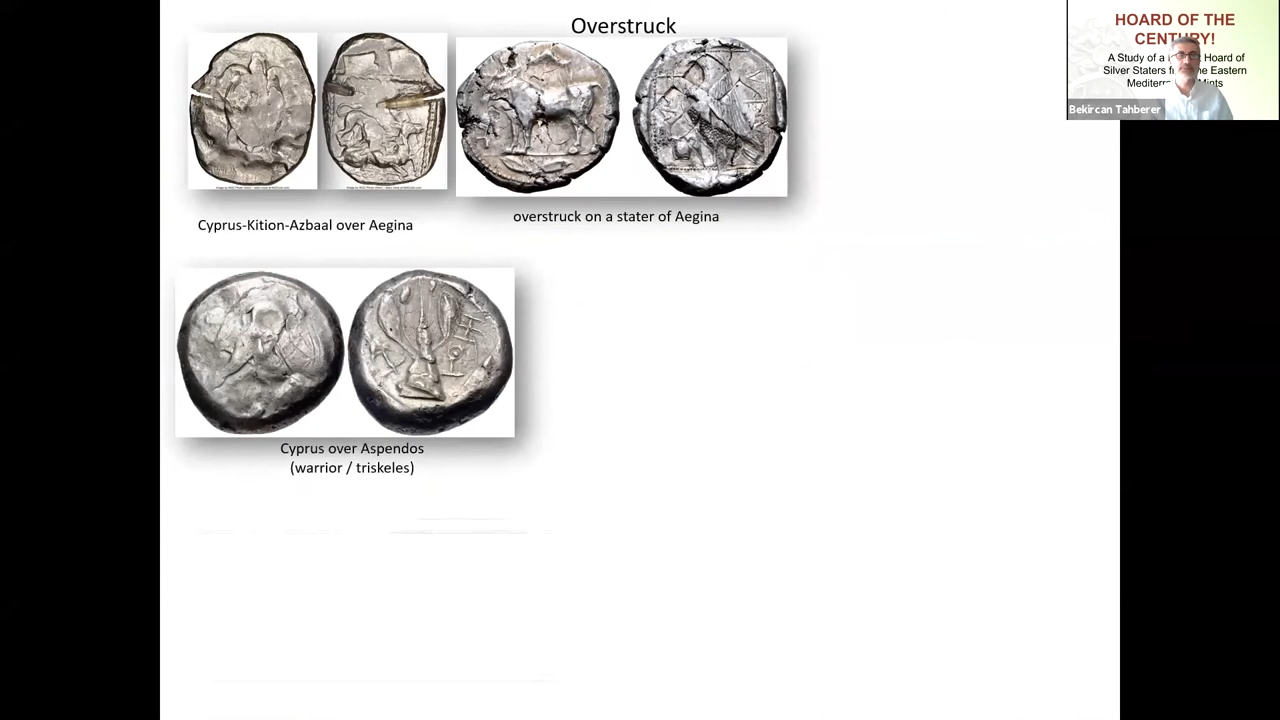 Overstruck
HOARD OF THE
CENTURY!
A Study of a Hoard of
Silver Staters the Eastern
Mints
Bekircan Tahberer
Cyprus-Kition-Azbaal over Aegina
overstruck on a stater of Aegina
Cyprus over Aspendos
(warrior / triskeles)